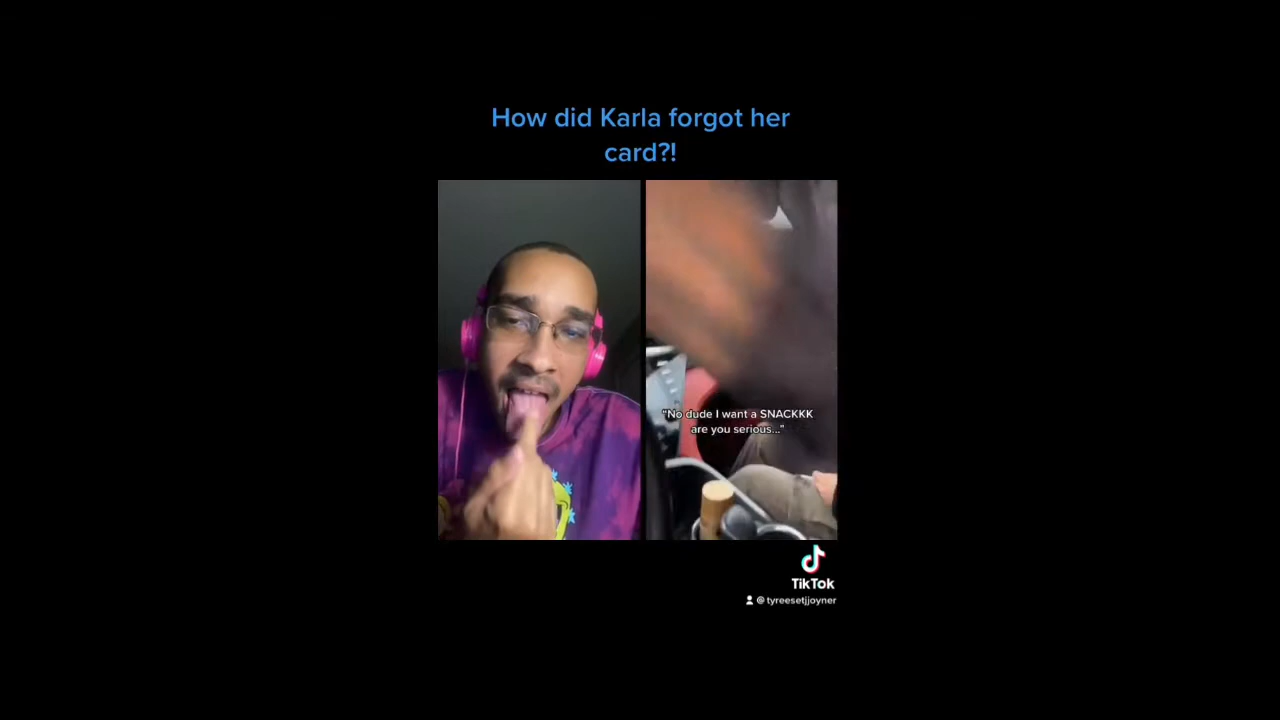 How did Karla forgot her
card?!
"No dude I want a SNACKKK
are you serious..."
TikTok
@tyreesetjjoyner